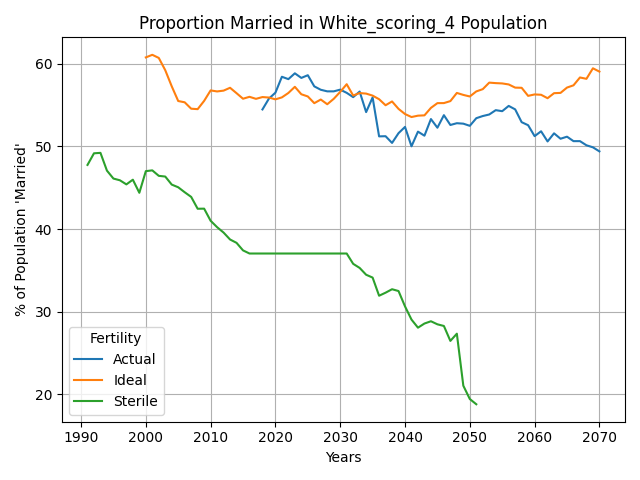 Proportion Married in White_scoring_4 Population
% of Population 'Married'
60
50
40
30
20
Fertility
Actual
Ideal
Sterile
1990 2000 2010 2020 2030 2040 2050 2060 2070
Years